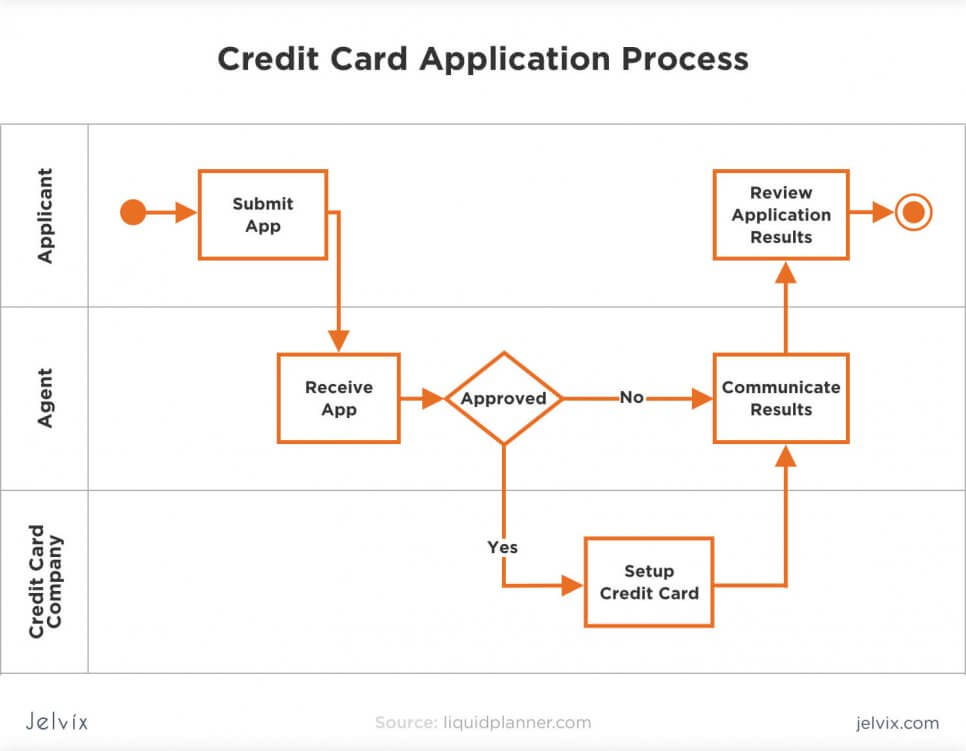 Credit Card Application Process
Applicant
Submit
App
Review
Application
Results
Agent
Receive
App
Approved
No
Communicate
Results
Credit Card
Company
Yes
Setup
Credit Card
Jelvix
Source: liquidplanner.com
jelvix.com